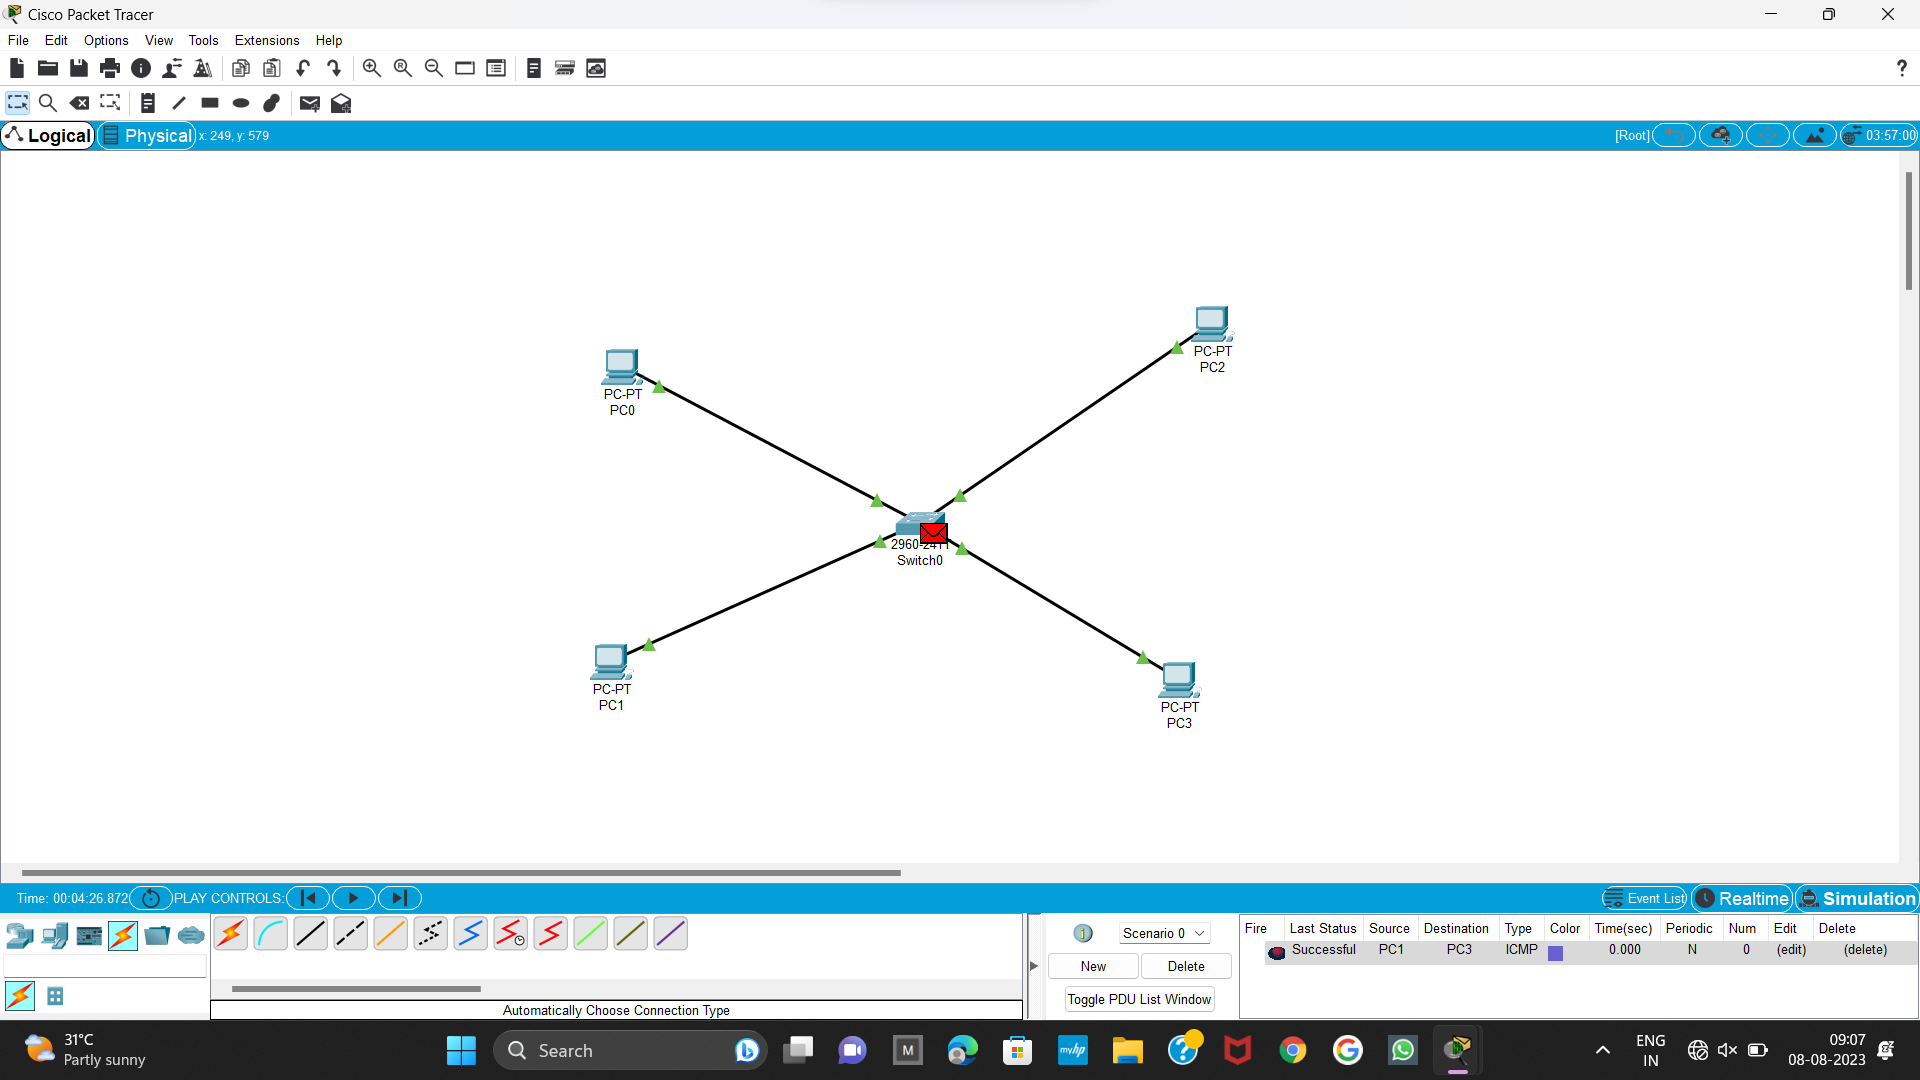 Cisco Packet Tracer
File Edit Options View Tools Extensions Help
Logical Physical x: 249, y: 579 [Root] 03:57:00
PC-PT
PC2
PC-PT
PC0
Switch0
PC-PT
PC1
PC-PT
PC3
Time: 00:04:26.872 PLAY CONTROLS: Event List Realtime Simulation
Scenario 0
New Delete
Toggle PDU List Window
Fire Last Status Source Destination Type Color Time(sec) Periodic Num Edit Delete
Successful PC1 PC3 ICMP 0.000 N 0 (edit) (delete)
Automatically Choose Connection Type
31°C
Partly sunny
Search
M
myhp
ENG
IN
09:07
08-08-2023